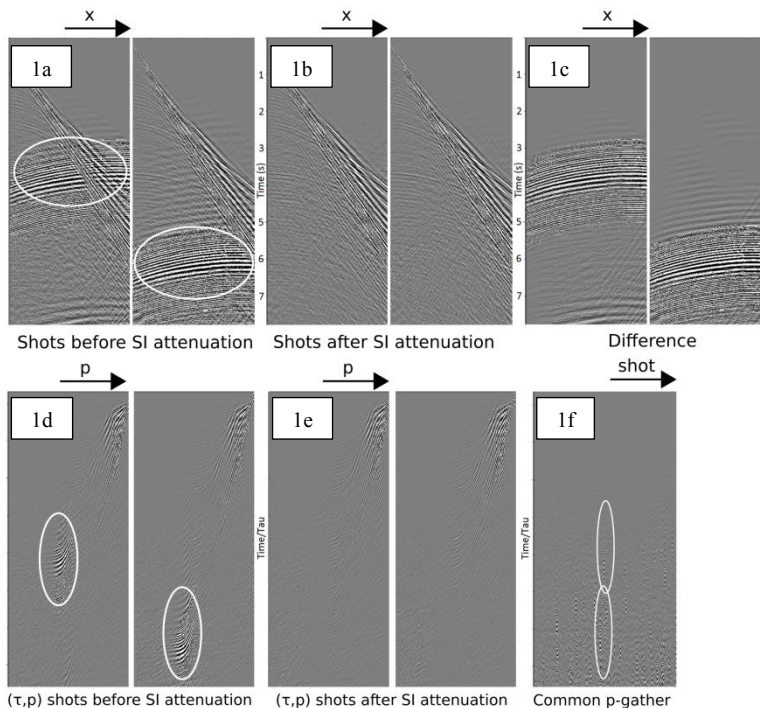 x
x
x
1a
1b
1c
1
2
3
Time (s)
5
6
7
1
2
3
Time (s)
5
6
7
Shots before SI attenuation
Shots after SI attenuation
Difference
p
p
shot
1d
1e
1f
Time/Tau
Time/Tau
(τ,p) shots before SI attenuation
(τ,p) shots after SI attenuation
Common p-gather